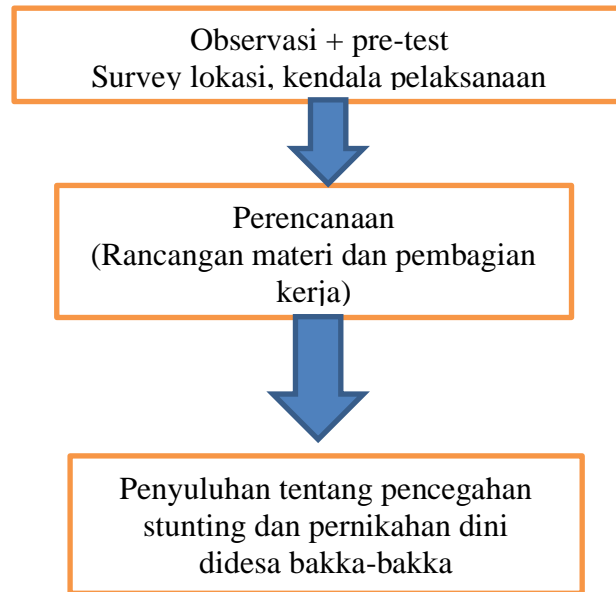 Observasi + pre-test
Survey lokasi, kendala pelaksanaan
Perencanaan
(Rancangan materi dan pembagian
kerja)
Penyuluhan tentang pencegahan
stunting dan pernikahan dini
didesa bakka-bakka